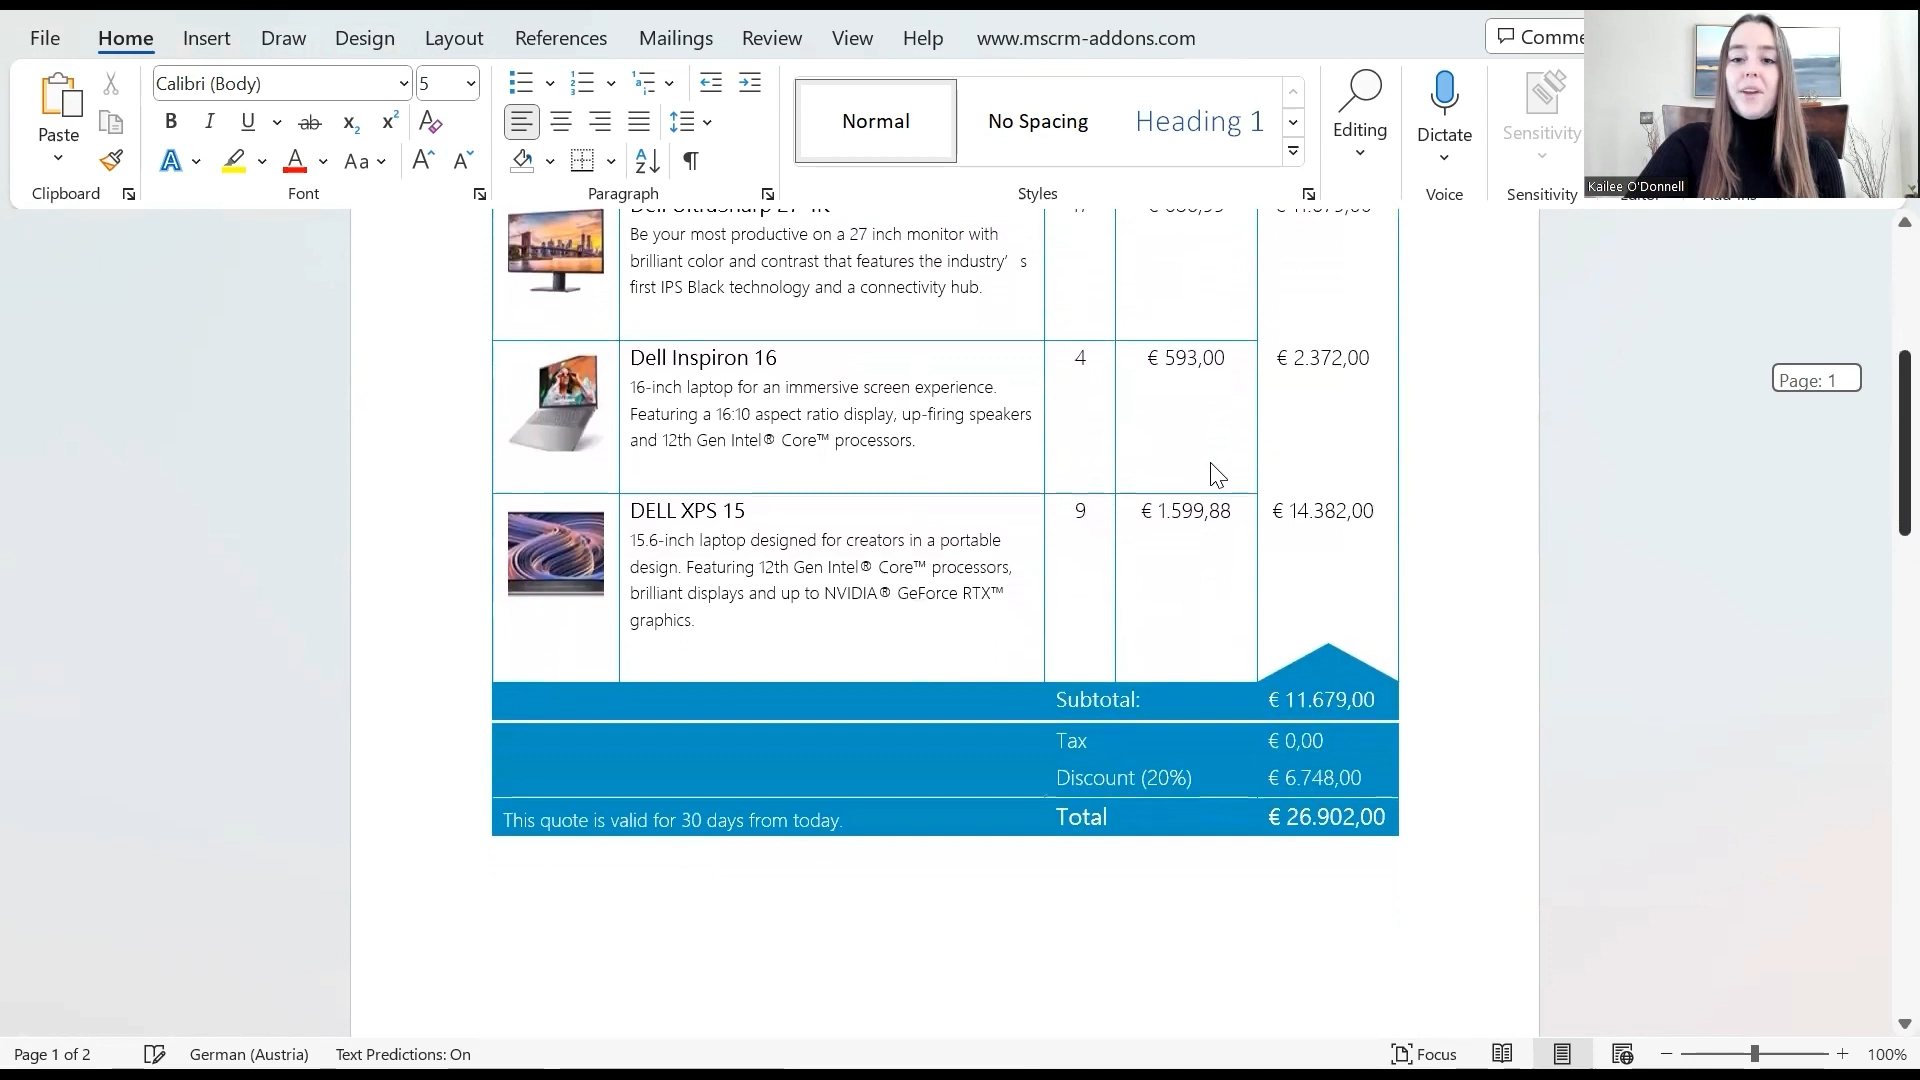 File Home Insert Draw Design Layout References Mailings Review View Help www.mscrm-addons.com
Calibri (Body) 5
Paste
Normal No Spacing Heading 1
Editing Dictate Sensitivity
Clipboard Font Paragraph Styles Voice Sensitivity
Kailee O'Donnell
Be your most productive on a 27 inch monitor with
brilliant color and contrast that features the industry’ s
first IPS Black technology and a connectivity hub.
Dell Inspiron 16 4 € 593,00 € 2.372,00
16-inch laptop for an immersive screen experience.
Featuring a 16:10 aspect ratio display, up-firing speakers
and 12th Gen Intel® Core™ processors.
Page: 1
DELL XPS 15 9 € 1.599,88 € 14.382,00
15.6-inch laptop designed for creators in a portable
design. Featuring 12th Gen Intel® Core™ processors,
brilliant displays and up to NVIDIA® GeForce RTX™
graphics.
Subtotal: € 11.679,00
Tax € 0,00
Discount (20%) € 6.748,00
This quote is valid for 30 days from today. Total € 26.902,00
Page 1 of 2 German (Austria) Text Predictions: On Focus 100%